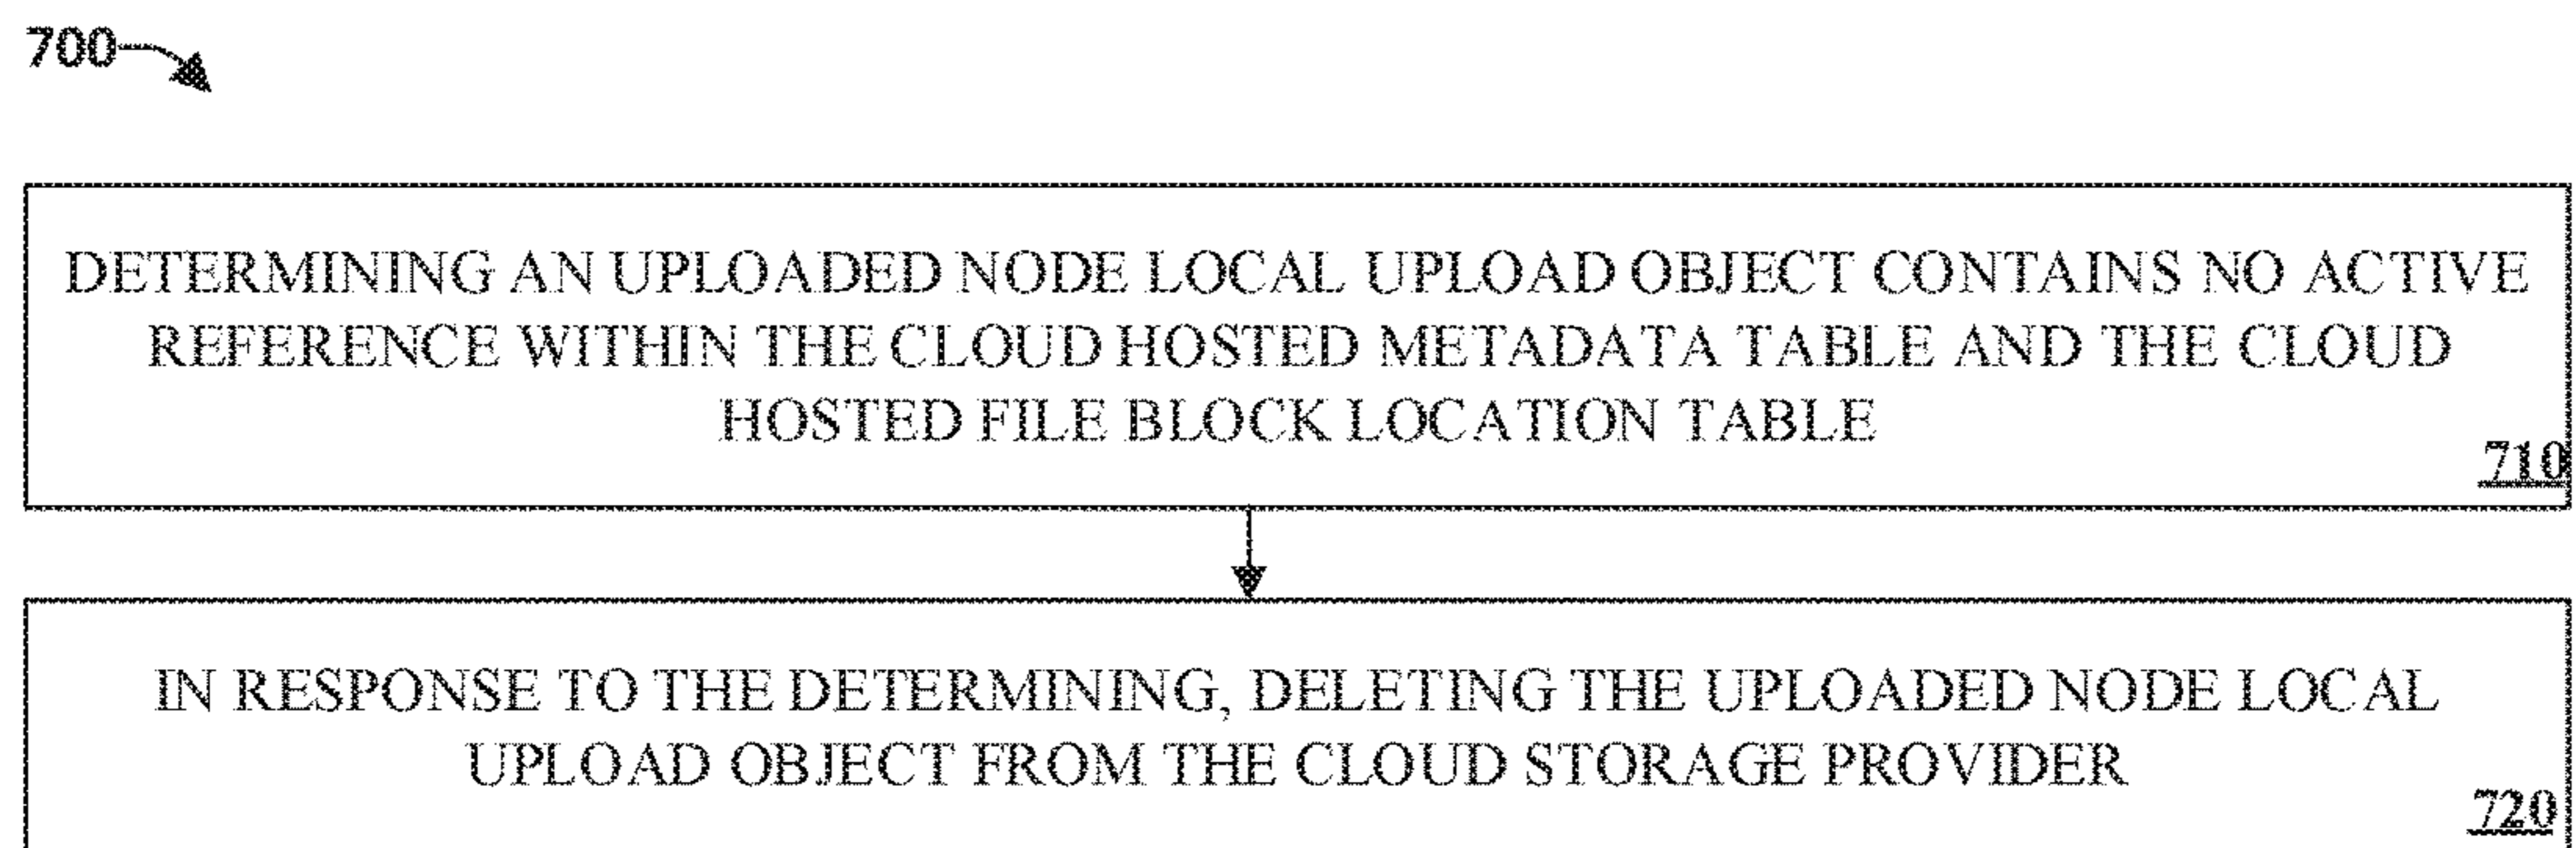 700
DETERMINING AN UPLOADED NODE LOCAL UPLOAD OBJECT CONTAINS NO ACTIVE
REFERENCE WITHIN THE CLOUD HOSTED METADATA TABLE AND THE CLOUD
HOSTED FILE BLOCK LOCATION TABLE
710
IN RESPONSE TO THE DETERMINING, DELETING THE UPLOADED NODE LOCAL
UPLOAD OBJECT FROM THE CLOUD STORAGE PROVIDER
720